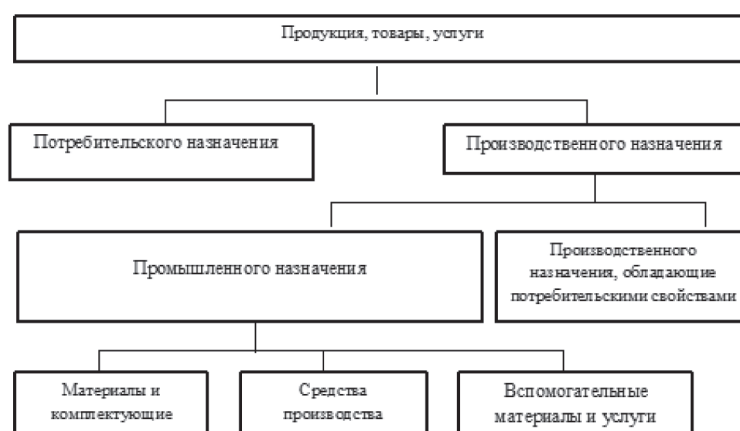 Продукция, товары, услуги
Потребительского назначения
Производственного назначения
Промышленного назначения
Производственного
назначения, обладающие
потребительскими свойствами
Материалы и
комплектующие
Средства
производства
Вспомогательные
материалы и услуги